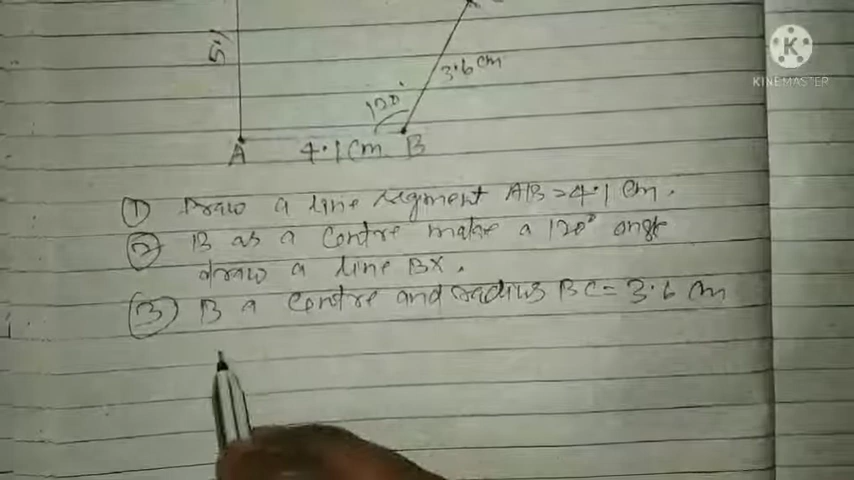 5.1
3.6 cm
120°
A 4.1 cm B
① Draw a line segment AB = 4.1 cm.
② B as a centre make a 120° angle
draw a line BX.
③ B a centre and radius BC = 3.6 cm
K
KINEMASTER